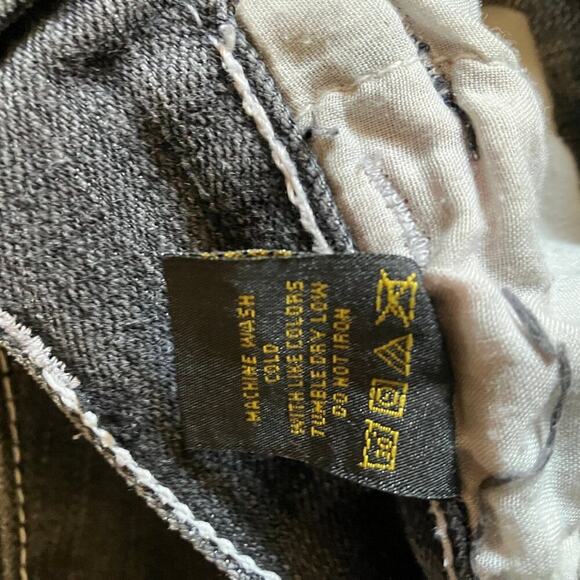 MACHINE WASH
COLD
WITH LIKE COLORS
TUMBLE DRY LOW
DO NOT IRON